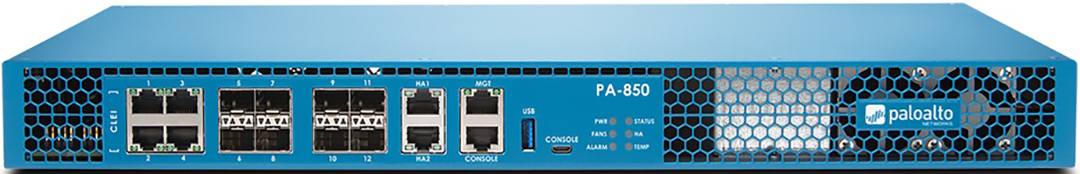 1 3
5 7
9 11
HA1
MGT
PA-850
CLEI
USB
PWR STATUS
FANS HA
ALARM TEMP
CONSOLE
2 4
6 8
10 12
HA2
CONSOLE
paloalto
NETWORKS